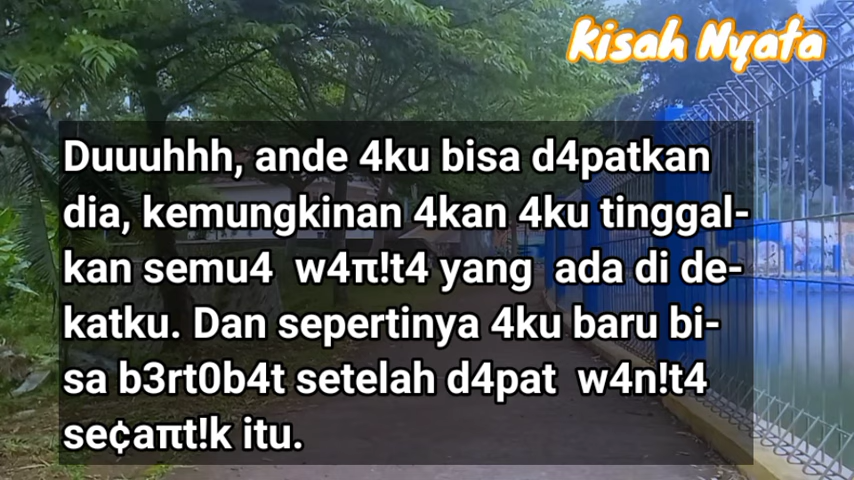 Kisah Nyata
Duuuhhh, ande 4ku bisa d4patkan
dia, kemungkinan 4kan 4ku tinggal-
kan semu4 w4π!t4 yang ada di de-
katku. Dan sepertinya 4ku baru bi-
sa b3rt0b4t setelah d4pat w4n!t4
se¢aπt!k itu.